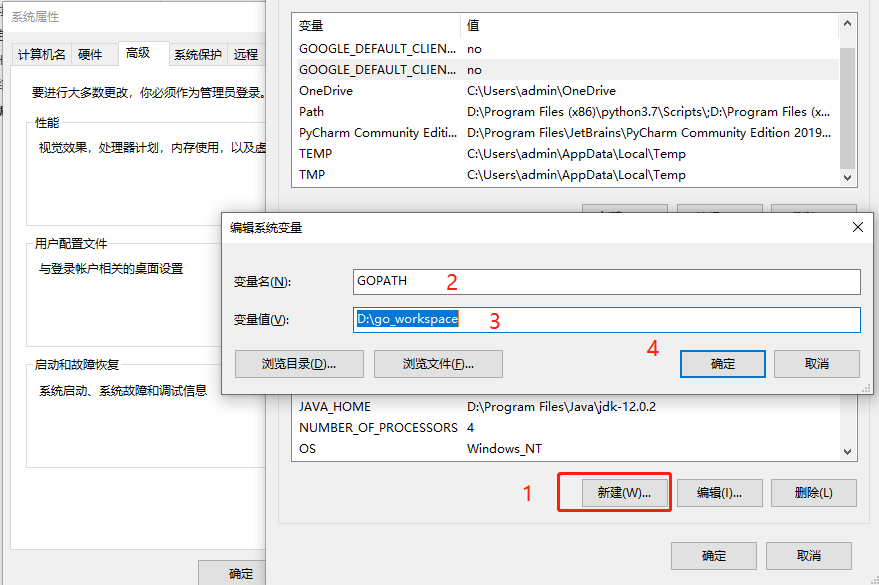 系统属性
计算机名 硬件 高级 系统保护 远程
要进行大多数更改，你必须作为管理员登录。
性能
视觉效果，处理器计划，内存使用，以及虚
用户配置文件
与登录帐户相关的桌面设置
启动和故障恢复
系统启动、系统故障和调试信息
确定
变量 值
GOOGLE_DEFAULT_CLIEN... no
GOOGLE_DEFAULT_CLIEN... no
OneDrive C:\Users\admin\OneDrive
Path D:\Program Files (x86)\python3.7\Scripts\;D:\Program Files (x...
PyCharm Community Editi... D:\Program Files\JetBrains\PyCharm Community Edition 2019...
TEMP C:\Users\admin\AppData\Local\Temp
TMP C:\Users\admin\AppData\Local\Temp
编辑系统变量
变量名(N): GOPATH 2
变量值(V): D:\go_workspace 3
4
浏览目录(D)... 浏览文件(F)... 确定 取消
JAVA_HOME D:\Program Files\Java\jdk-12.0.2
NUMBER_OF_PROCESSORS 4
OS Windows_NT
1 新建(W)... 编辑(I)... 删除(L)
确定 取消